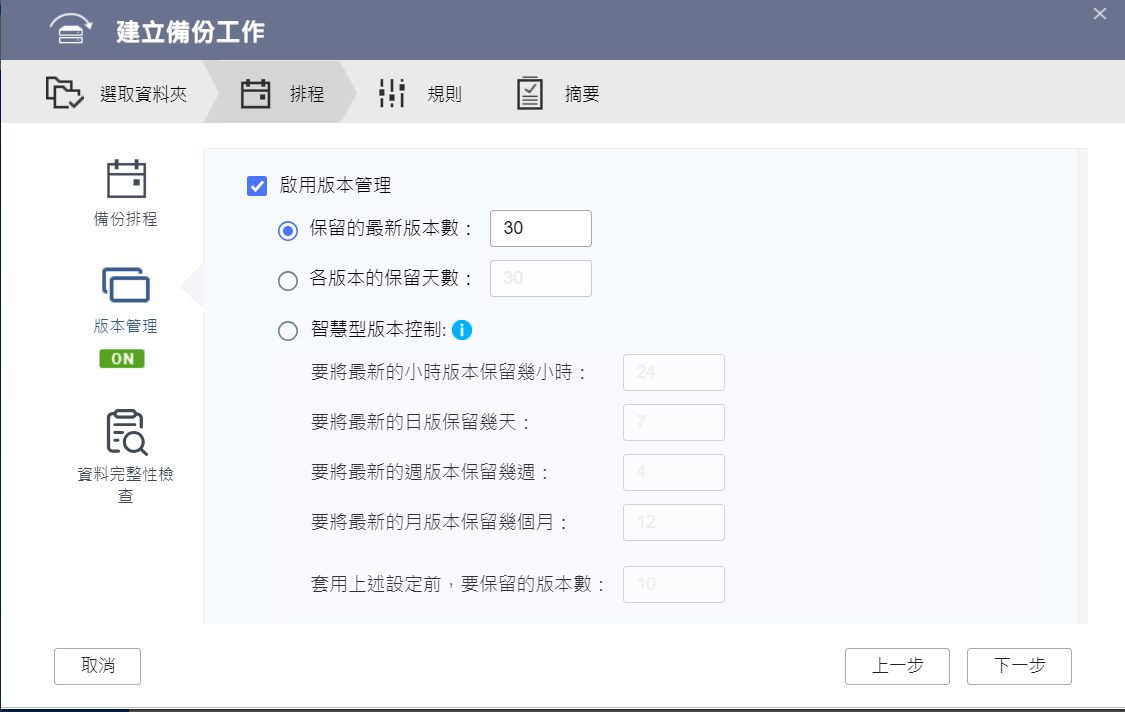 建立備份工作
選取資料夾
排程
規則
摘要
備份排程
版本管理
ON
資料完整性檢
查
啟用版本管理
保留的最新版本數： 30
各版本的保留天數： 30
智慧型版本控制: i
要將最新的小時版本保留幾小時： 24
要將最新的日版保留幾天： 7
要將最新的週版本保留幾週： 4
要將最新的月版本保留幾個月： 12
套用上述設定前，要保留的版本數： 10
取消
上一步
下一步